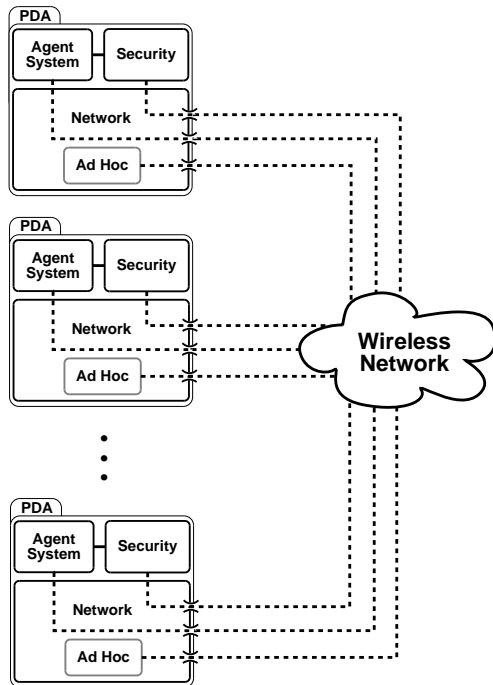 PDA
Agent
System
Security
Network
Ad Hoc
PDA
Agent
System
Security
Network
Ad Hoc
Wireless
Network
PDA
Agent
System
Security
Network
Ad Hoc